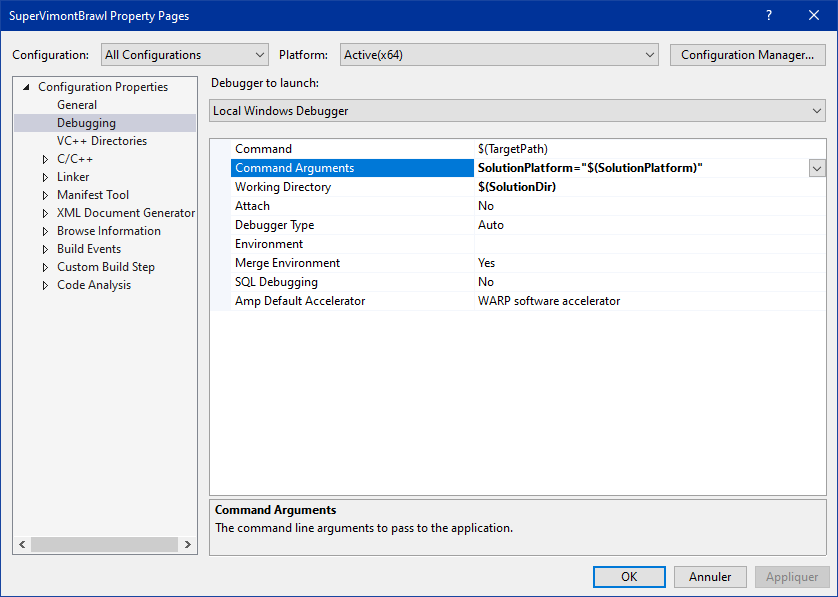 SuperVimontBrawl Property Pages
?
Configuration: All Configurations Platform: Active(x64) Configuration Manager...
Configuration Properties
General
Debugging
VC++ Directories
C/C++
Linker
Manifest Tool
XML Document Generator
Browse Information
Build Events
Custom Build Step
Code Analysis
Debugger to launch:
Local Windows Debugger
Command $(TargetPath)
Command Arguments SolutionPlatform="$(SolutionPlatform)"
Working Directory $(SolutionDir)
Attach No
Debugger Type Auto
Environment
Merge Environment Yes
SQL Debugging No
Amp Default Accelerator WARP software accelerator
Command Arguments
The command line arguments to pass to the application.
OK Annuler Appliquer